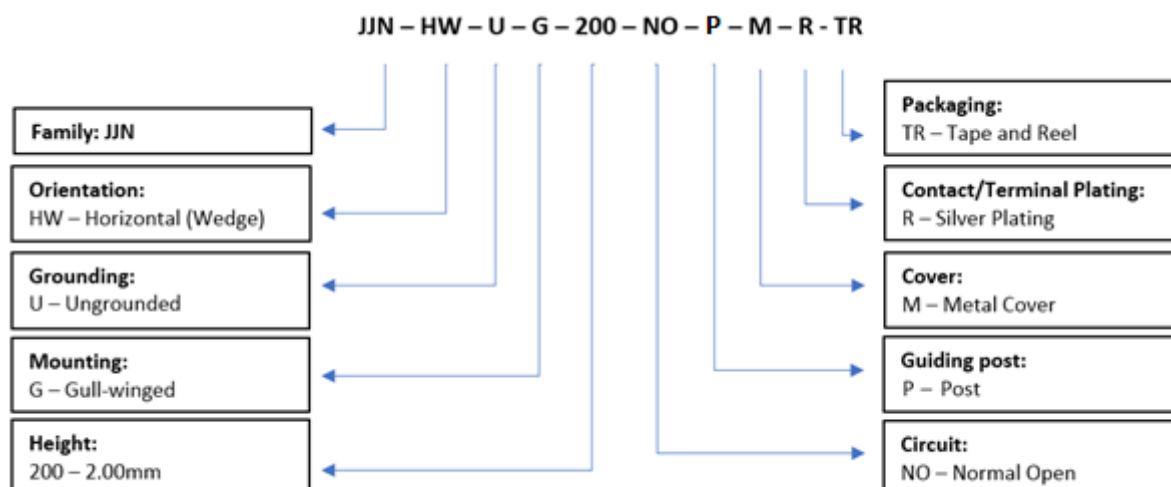 JJN – HW – U – G – 200 – NO – P – M – R - TR
Family: JJN
Orientation:
HW – Horizontal (Wedge)
Grounding:
U – Ungrounded
Mounting:
G – Gull-winged
Height:
200 – 2.00mm
Packaging:
TR – Tape and Reel
Contact/Terminal Plating:
R – Silver Plating
Cover:
M – Metal Cover
Guiding post:
P – Post
Circuit:
NO – Normal Open